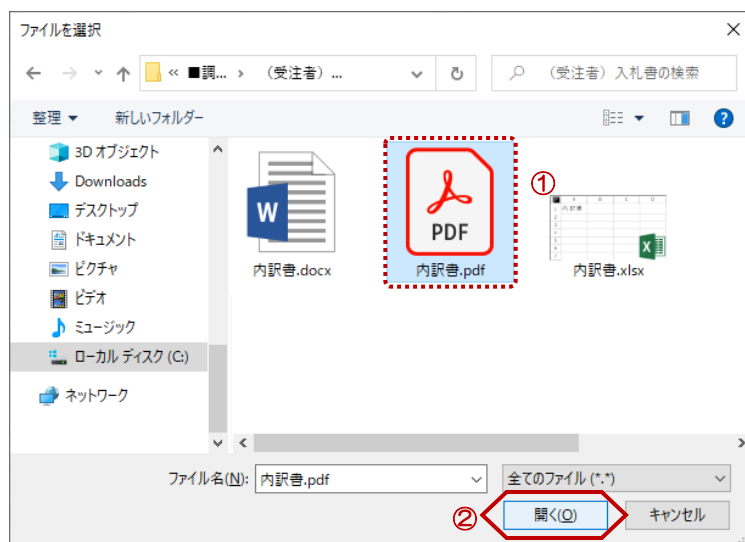 ファイルを選択
« ■調... › （受注者） ...
（受注者）入札書の検索
整理
新しいフォルダー
3D オブジェクト
Downloads
デスクトップ
ドキュメント
ピクチャ
ビデオ
ミュージック
ローカル ディスク (C:)
ネットワーク
W
内訳書.docx
PDF
内訳書.pdf
①
内訳書
X
内訳書.xlsx
ファイル名(N):
内訳書.pdf
全てのファイル (*.*)
②
開く(O)
キャンセル